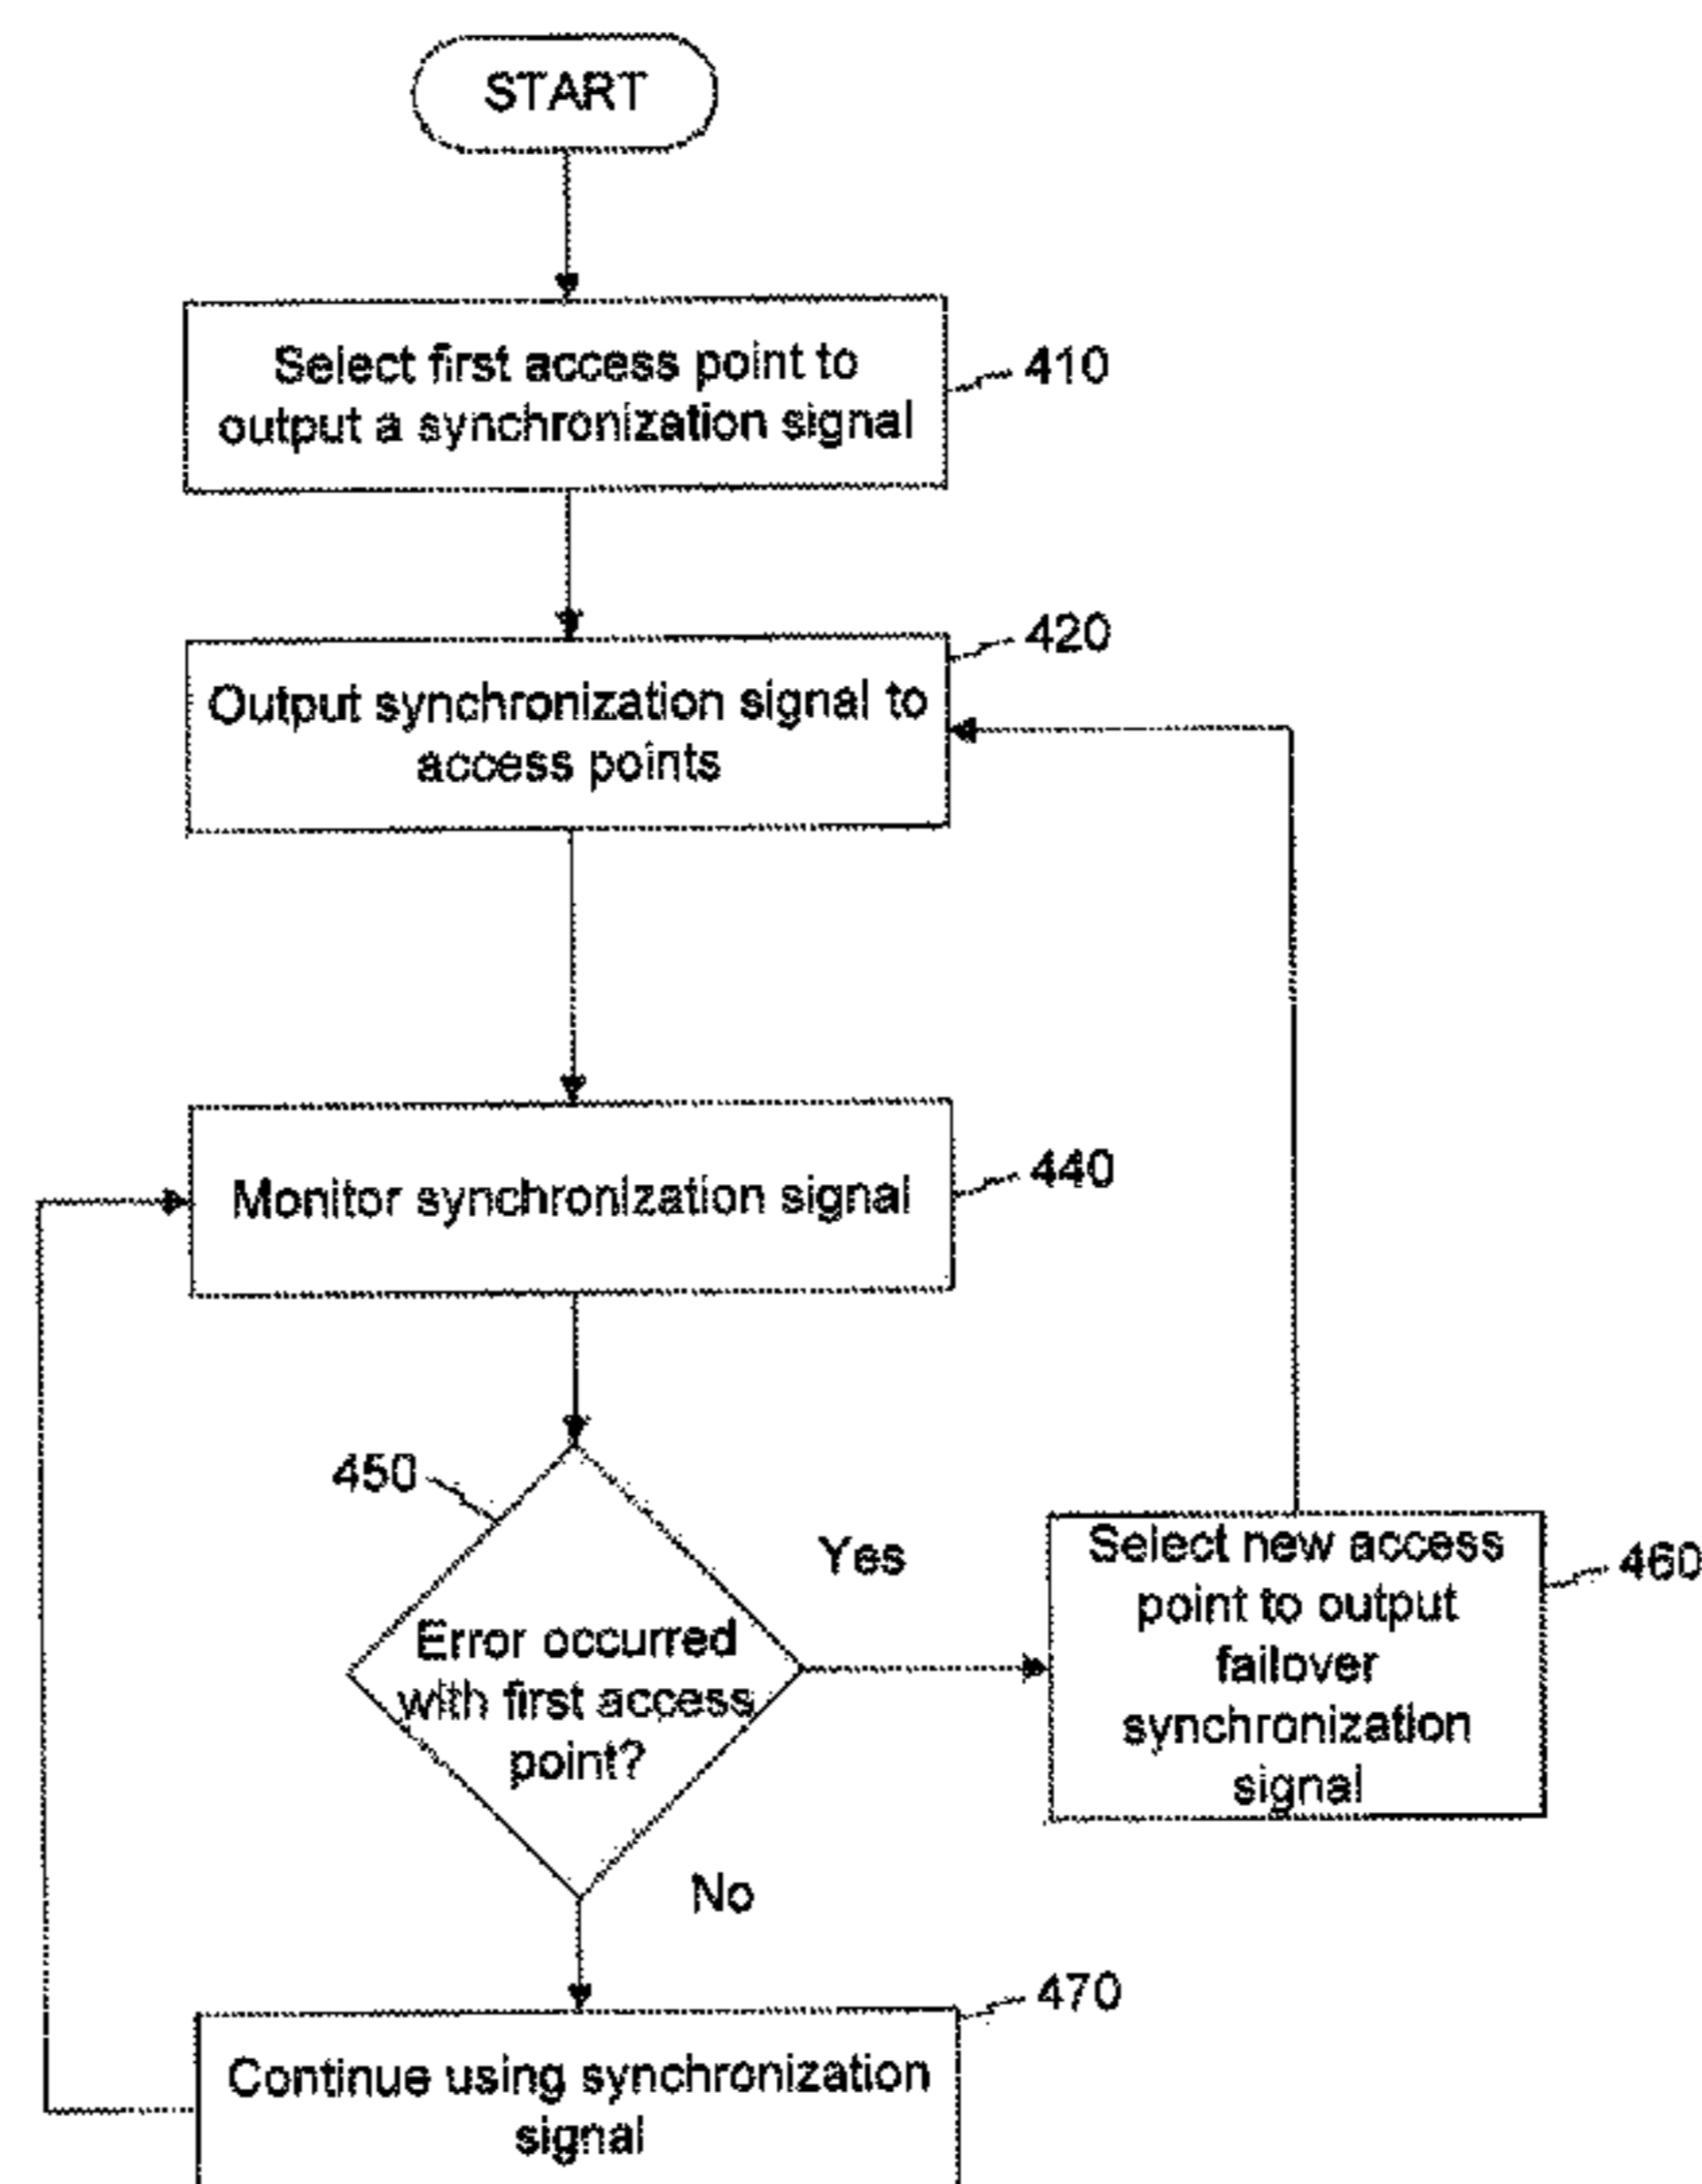 START
Select first access point to
output a synchronization signal
410
420
Output synchronization signal to
access points
Monitor synchronization signal
440
450
Yes
Error occurred
with first access
point?
Select new access
point to output
failover
synchronization
signal
460
No
470
Continue using synchronization
signal